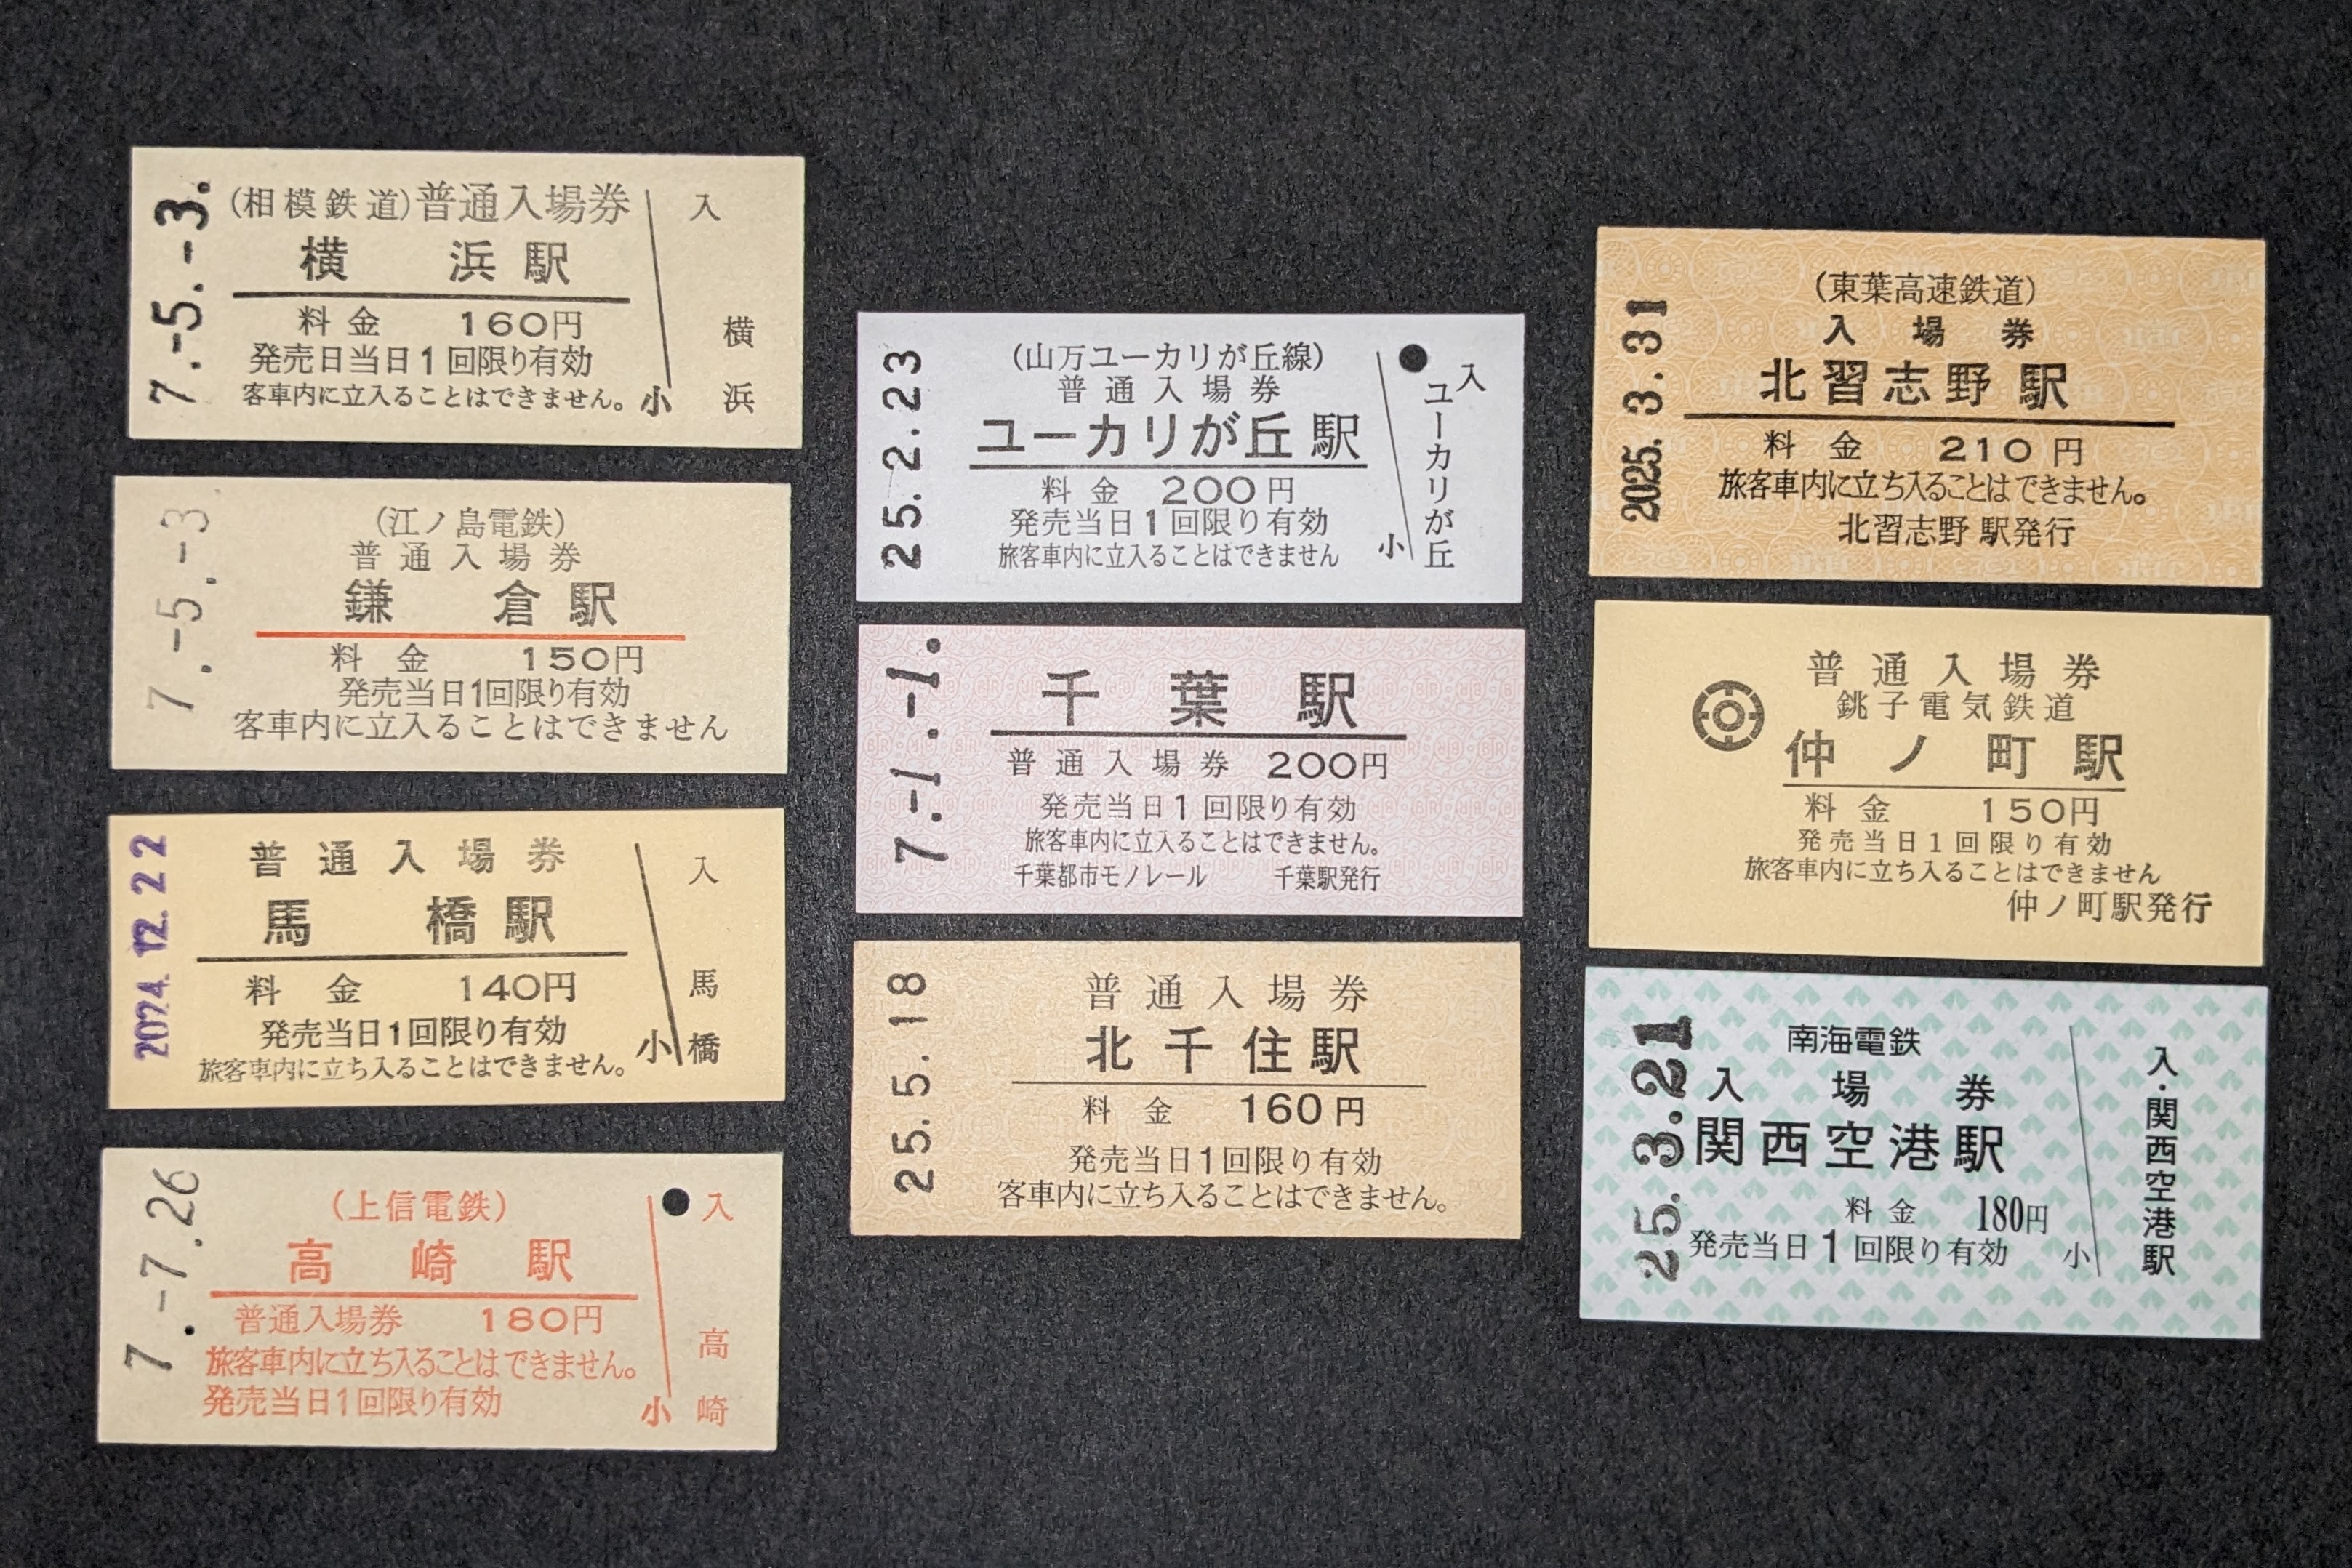 7.-5.-3.
(相模鉄道)普通入場券
横浜駅
料金 160円
発売日当日1回限り有効
客車内に立入ることはできません。
小
入
横浜
7.-5.-3
(江ノ島電鉄)
普通入場券
鎌倉駅
料金 150円
発売当日1回限り有効
客車内に立入ることはできません
2024.12.22
普通入場券
馬橋駅
料金 140円
発売当日1回限り有効
旅客車内に立ち入ることはできません。
小
入
馬橋
7.-7.26
(上信電鉄)
高崎駅
普通入場券 180円
旅客車内に立ち入ることはできません。
発売当日1回限り有効
小
入
高崎
25.2.23
(山万ユーカリが丘線)
普通入場券
ユーカリが丘駅
料金 200円
発売当日1回限り有効
旅客車内に立入ることはできません
小
入
ユーカリが丘
7.-1.-1.
千葉駅
普通入場券 200円
発売当日1回限り有効
旅客車内に立入ることはできません。
千葉都市モノレール 千葉駅発行
25.5.18
普通入場券
北千住駅
料金 160円
発売当日1回限り有効
客車内に立ち入ることはできません。
2025.3.31
(東葉高速鉄道)
入場券
北習志野駅
料金 210円
旅客車内に立ち入ることはできません。
北習志野駅発行
普通入場券
銚子電気鉄道
仲ノ町駅
料金 150円
発売当日1回限り有効
旅客車内に立ち入ることはできません
仲ノ町駅発行
25.3.21
南海電鉄
入場券
関西空港駅
料金 180円
発売当日1回限り有効
小
入・関西空港駅